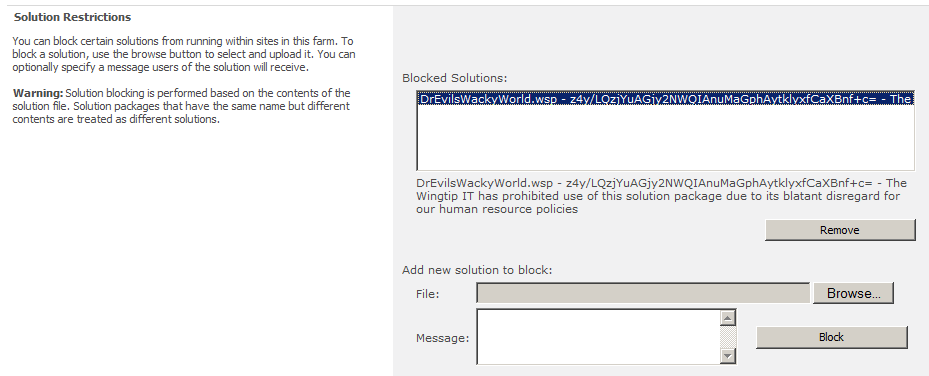 Solution Restrictions
You can block certain solutions from running within sites in this farm. To
block a solution, use the browse button to select and upload it. You can
optionally specify a message users of the solution will receive.
Warning: Solution blocking is performed based on the contents of the
solution file. Solution packages that have the same name but different
contents are treated as different solutions.
Blocked Solutions:
DrEvilsWackyWorld.wsp - z4y/LQzjYuAGjy2NWQIAnuMaGphAytklyxfCaXBnf+c= - The
DrEvilsWackyWorld.wsp - z4y/LQzjYuAGjy2NWQIAnuMaGphAytklyxfCaXBnf+c= - The
Wingtip IT has prohibited use of this solution package due to its blatant disregard for
our human resource policies
Remove
Add new solution to block:
File:
Browse...
Message:
Block